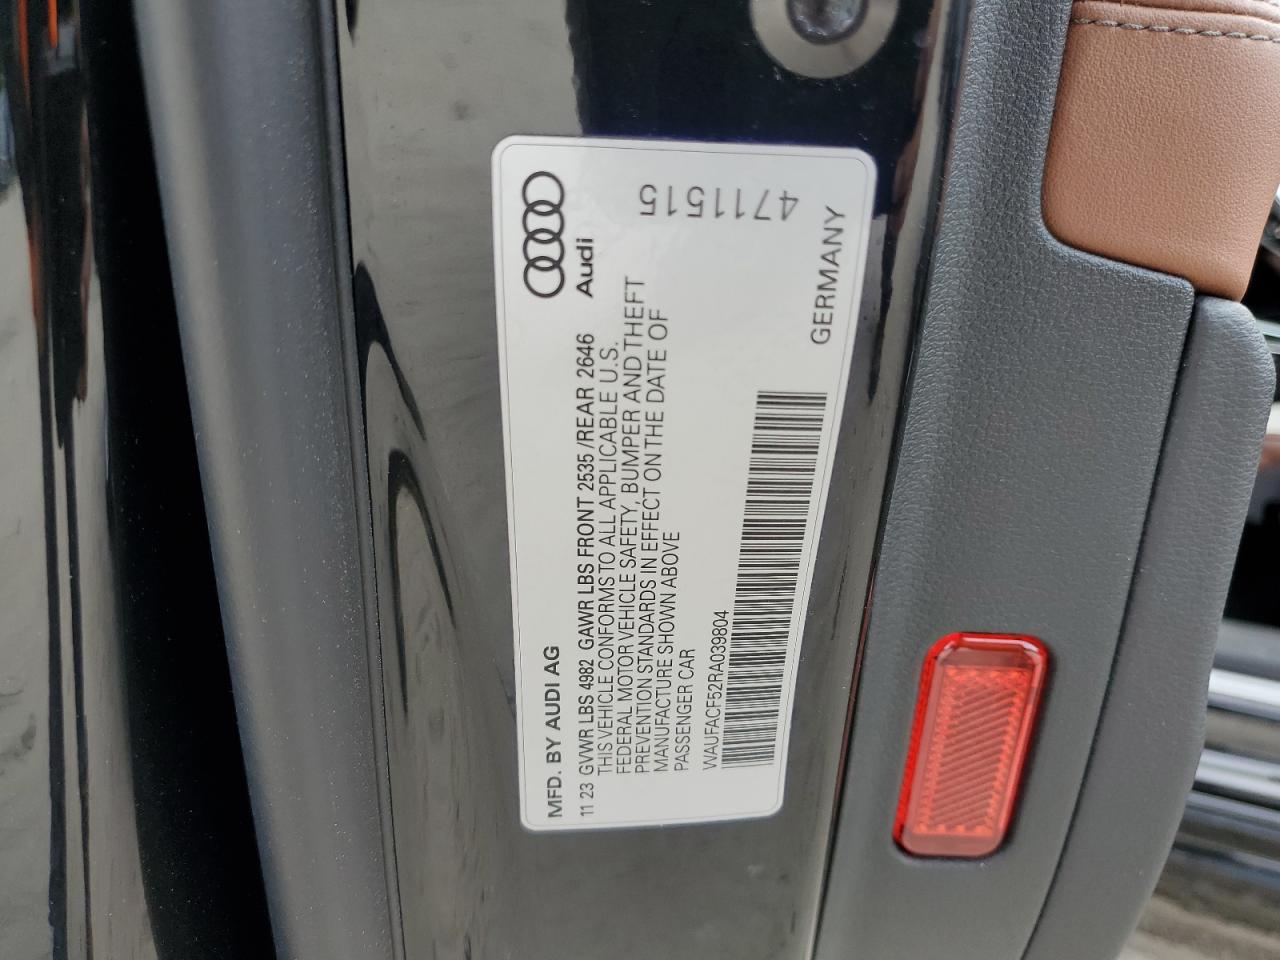 MFD. BY AUDI AG
Audi
11 23 GVWR LBS 4982 GAWR LBS FRONT 2535 /REAR 2646
THIS VEHICLE CONFORMS TO ALL APPLICABLE U.S.
FEDERAL MOTOR VEHICLE SAFETY, BUMPER AND THEFT
PREVENTION STANDARDS IN EFFECT ON THE DATE OF
MANUFACTURE SHOWN ABOVE
PASSENGER CAR
WAUFACF52RA039804
4711515
GERMANY